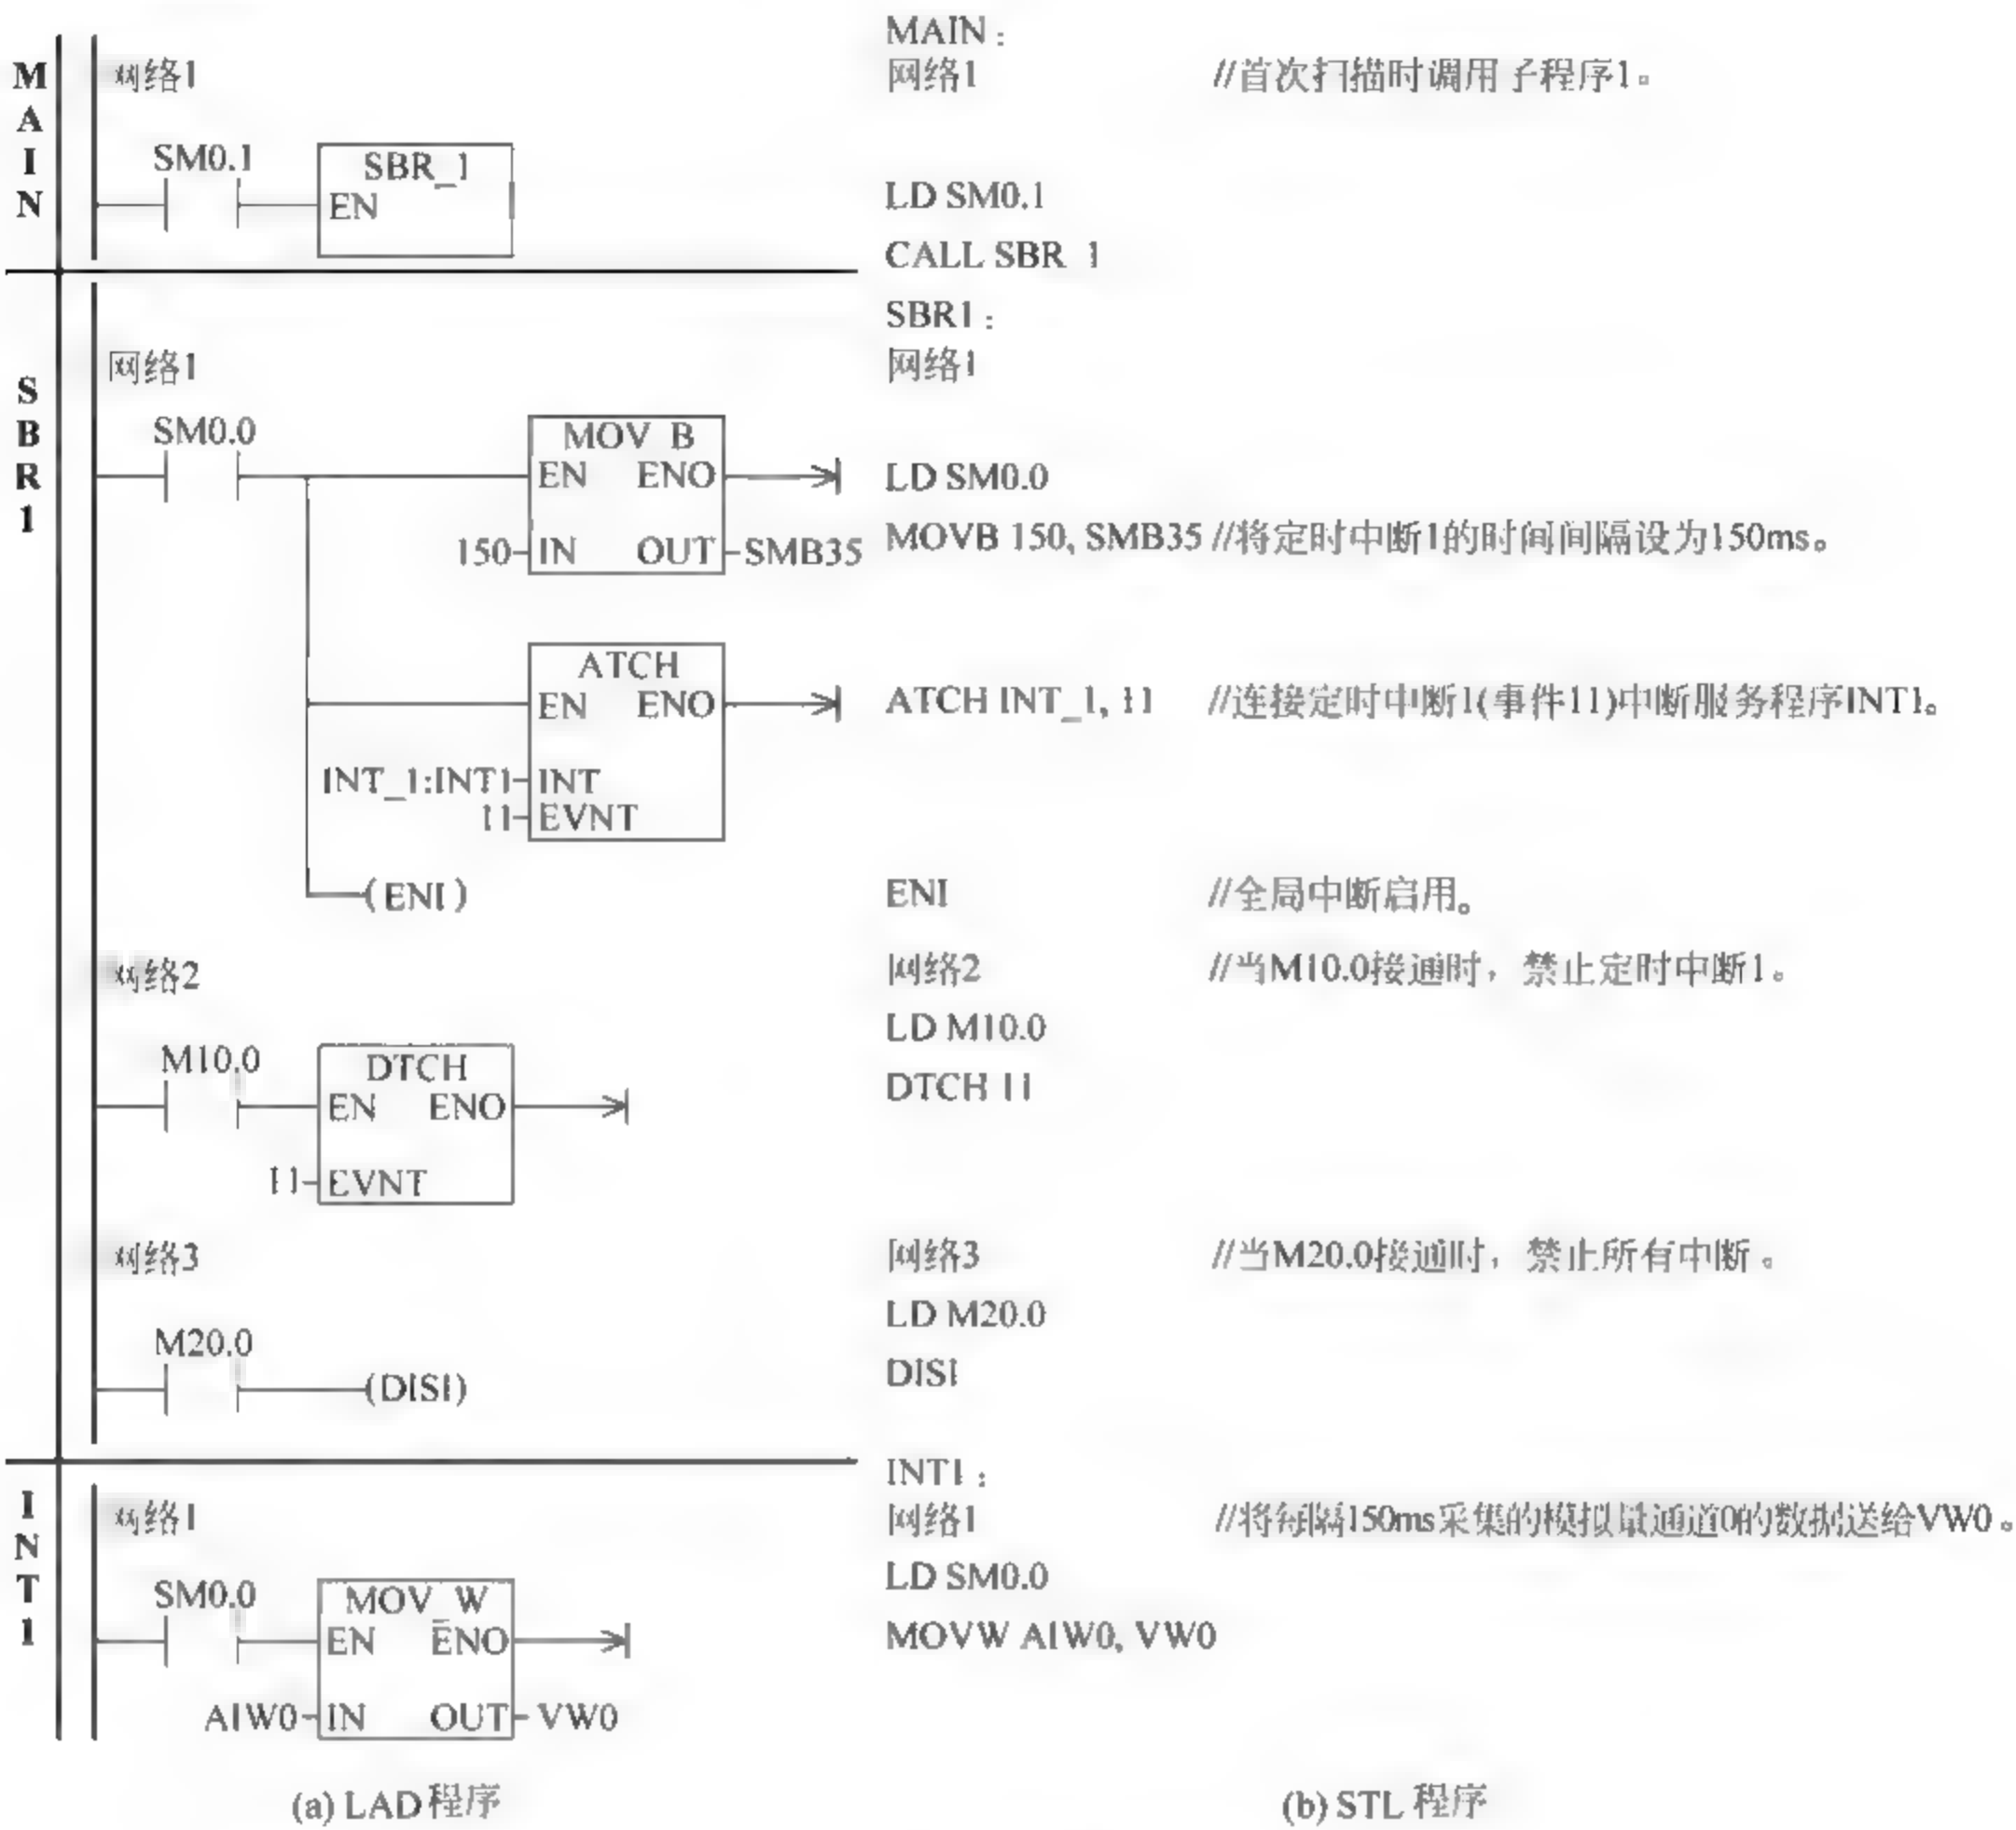 MAIN
网络1
SM0.1
SBR_1
EN
SBR1
网络1
SM0.0
MOV_B
EN ENO
150 IN OUT SMB35
ATCH
EN ENO
INT_1:INT1 INT
11 EVNT
(ENI)
网络2
M10.0
DTCH
EN ENO
11 EVNT
网络3
M20.0
(DISI)
INT1
网络1
SM0.0
MOV_W
EN ENO
AIW0 IN OUT VW0
(a) LAD 程序
MAIN:
网络1 //首次扫描时调用子程序1。
LD SM0.1
CALL SBR_1
SBR1:
网络1
LD SM0.0
MOVB 150, SMB35 //将定时中断1的时间间隔设为150ms。
ATCH INT_1, 11 //连接定时中断1(事件11)中断服务程序INT1。
ENI //全局中断启用。
网络2 //当M10.0接通时，禁止定时中断1。
LD M10.0
DTCH 11
网络3 //当M20.0接通时，禁止所有中断。
LD M20.0
DISI
INT1:
网络1 //将每隔150ms采集的模拟量通道0的数据送给VW0。
LD SM0.0
MOVW AIW0, VW0
(b) STL 程序